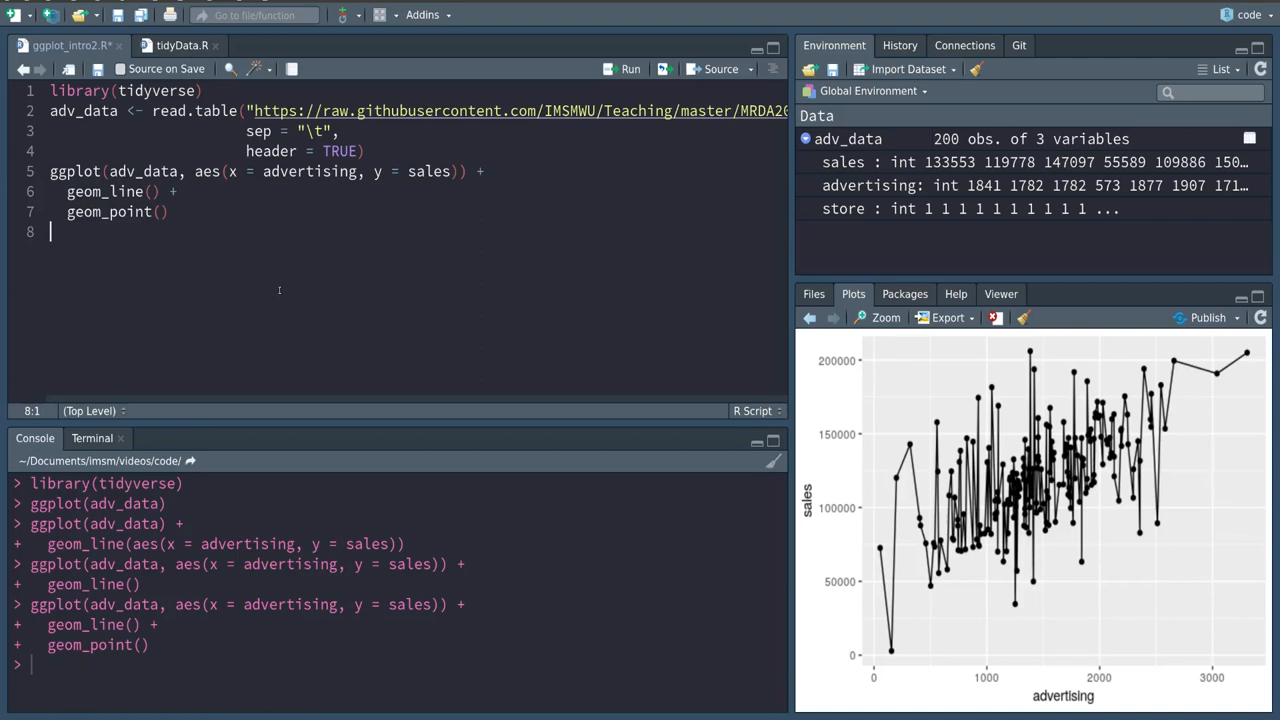 Go to file/function
Addins
code
ggplot_intro2.R*
tidyData.R
Source on Save
Run
Source
1 library(tidyverse)
2 adv_data <- read.table("https://raw.githubusercontent.com/IMSMWU/Teaching/master/MRDA20
3 sep = "\t",
4 header = TRUE)
5 ggplot(adv_data, aes(x = advertising, y = sales)) +
6 geom_line() +
7 geom_point()
8
8:1 (Top Level) R Script
Console Terminal
~/Documents/imsm/videos/code/
> library(tidyverse)
> ggplot(adv_data)
> ggplot(adv_data) +
+ geom_line(aes(x = advertising, y = sales))
> ggplot(adv_data, aes(x = advertising, y = sales)) +
+ geom_line()
> ggplot(adv_data, aes(x = advertising, y = sales)) +
+ geom_line() +
+ geom_point()
>
Environment History Connections Git
Import Dataset List
Global Environment
Data
adv_data 200 obs. of 3 variables
sales : int 133553 119778 147097 55589 109886 150…
advertising: int 1841 1782 1782 573 1877 1907 171…
store : int 1 1 1 1 1 1 1 1 1 1 ...
Files Plots Packages Help Viewer
Zoom Export Publish
200000
150000
100000
50000
0
sales
0 1000 2000 3000
advertising